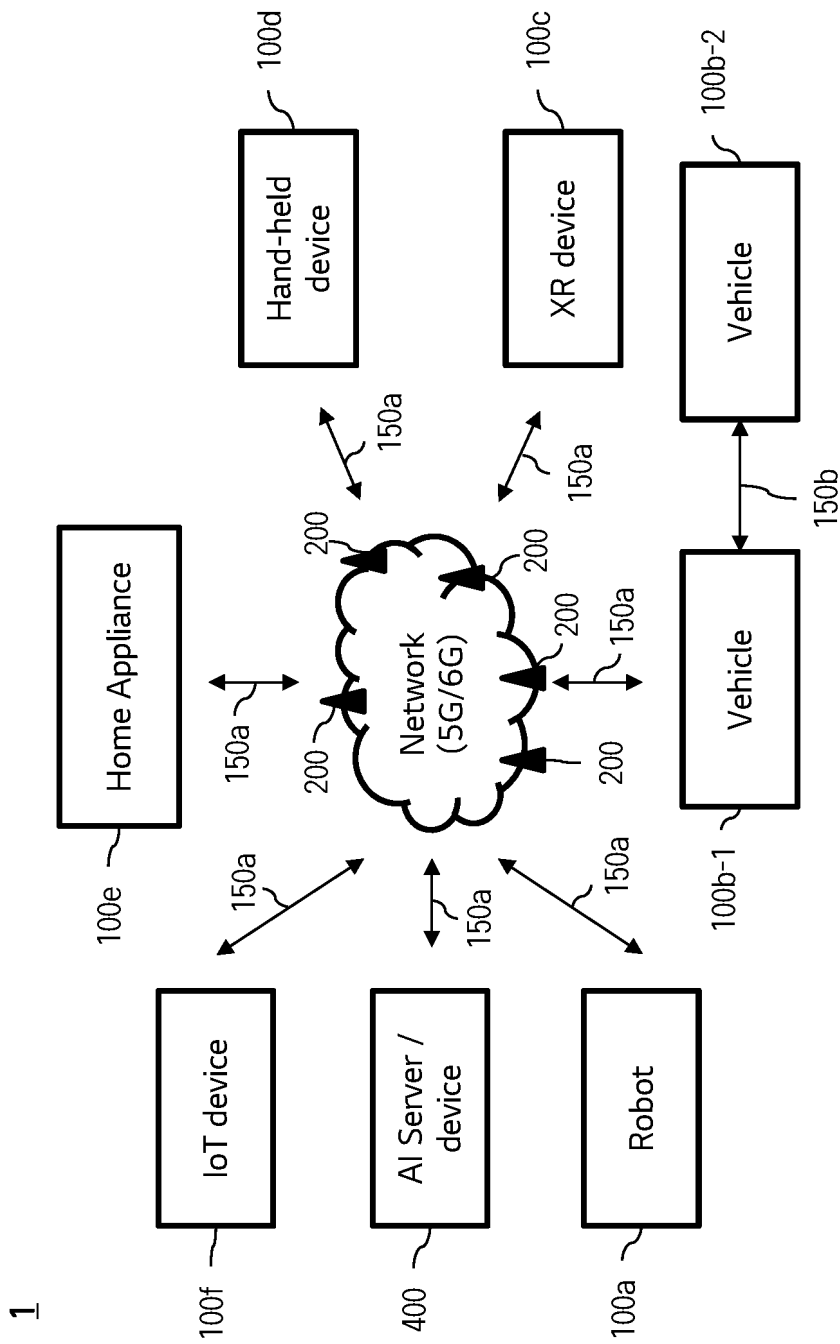 1
100e
Home Appliance
100f
IoT device
150a
150a
Hand-held
device
100d
200
200
150a
400
AI Server /
device
150a
Network
(5G/6G)
200
150a
XR device
100c
200
200
100a
Robot
150a
150a
100b-1
Vehicle
Vehicle
100b-2
150b